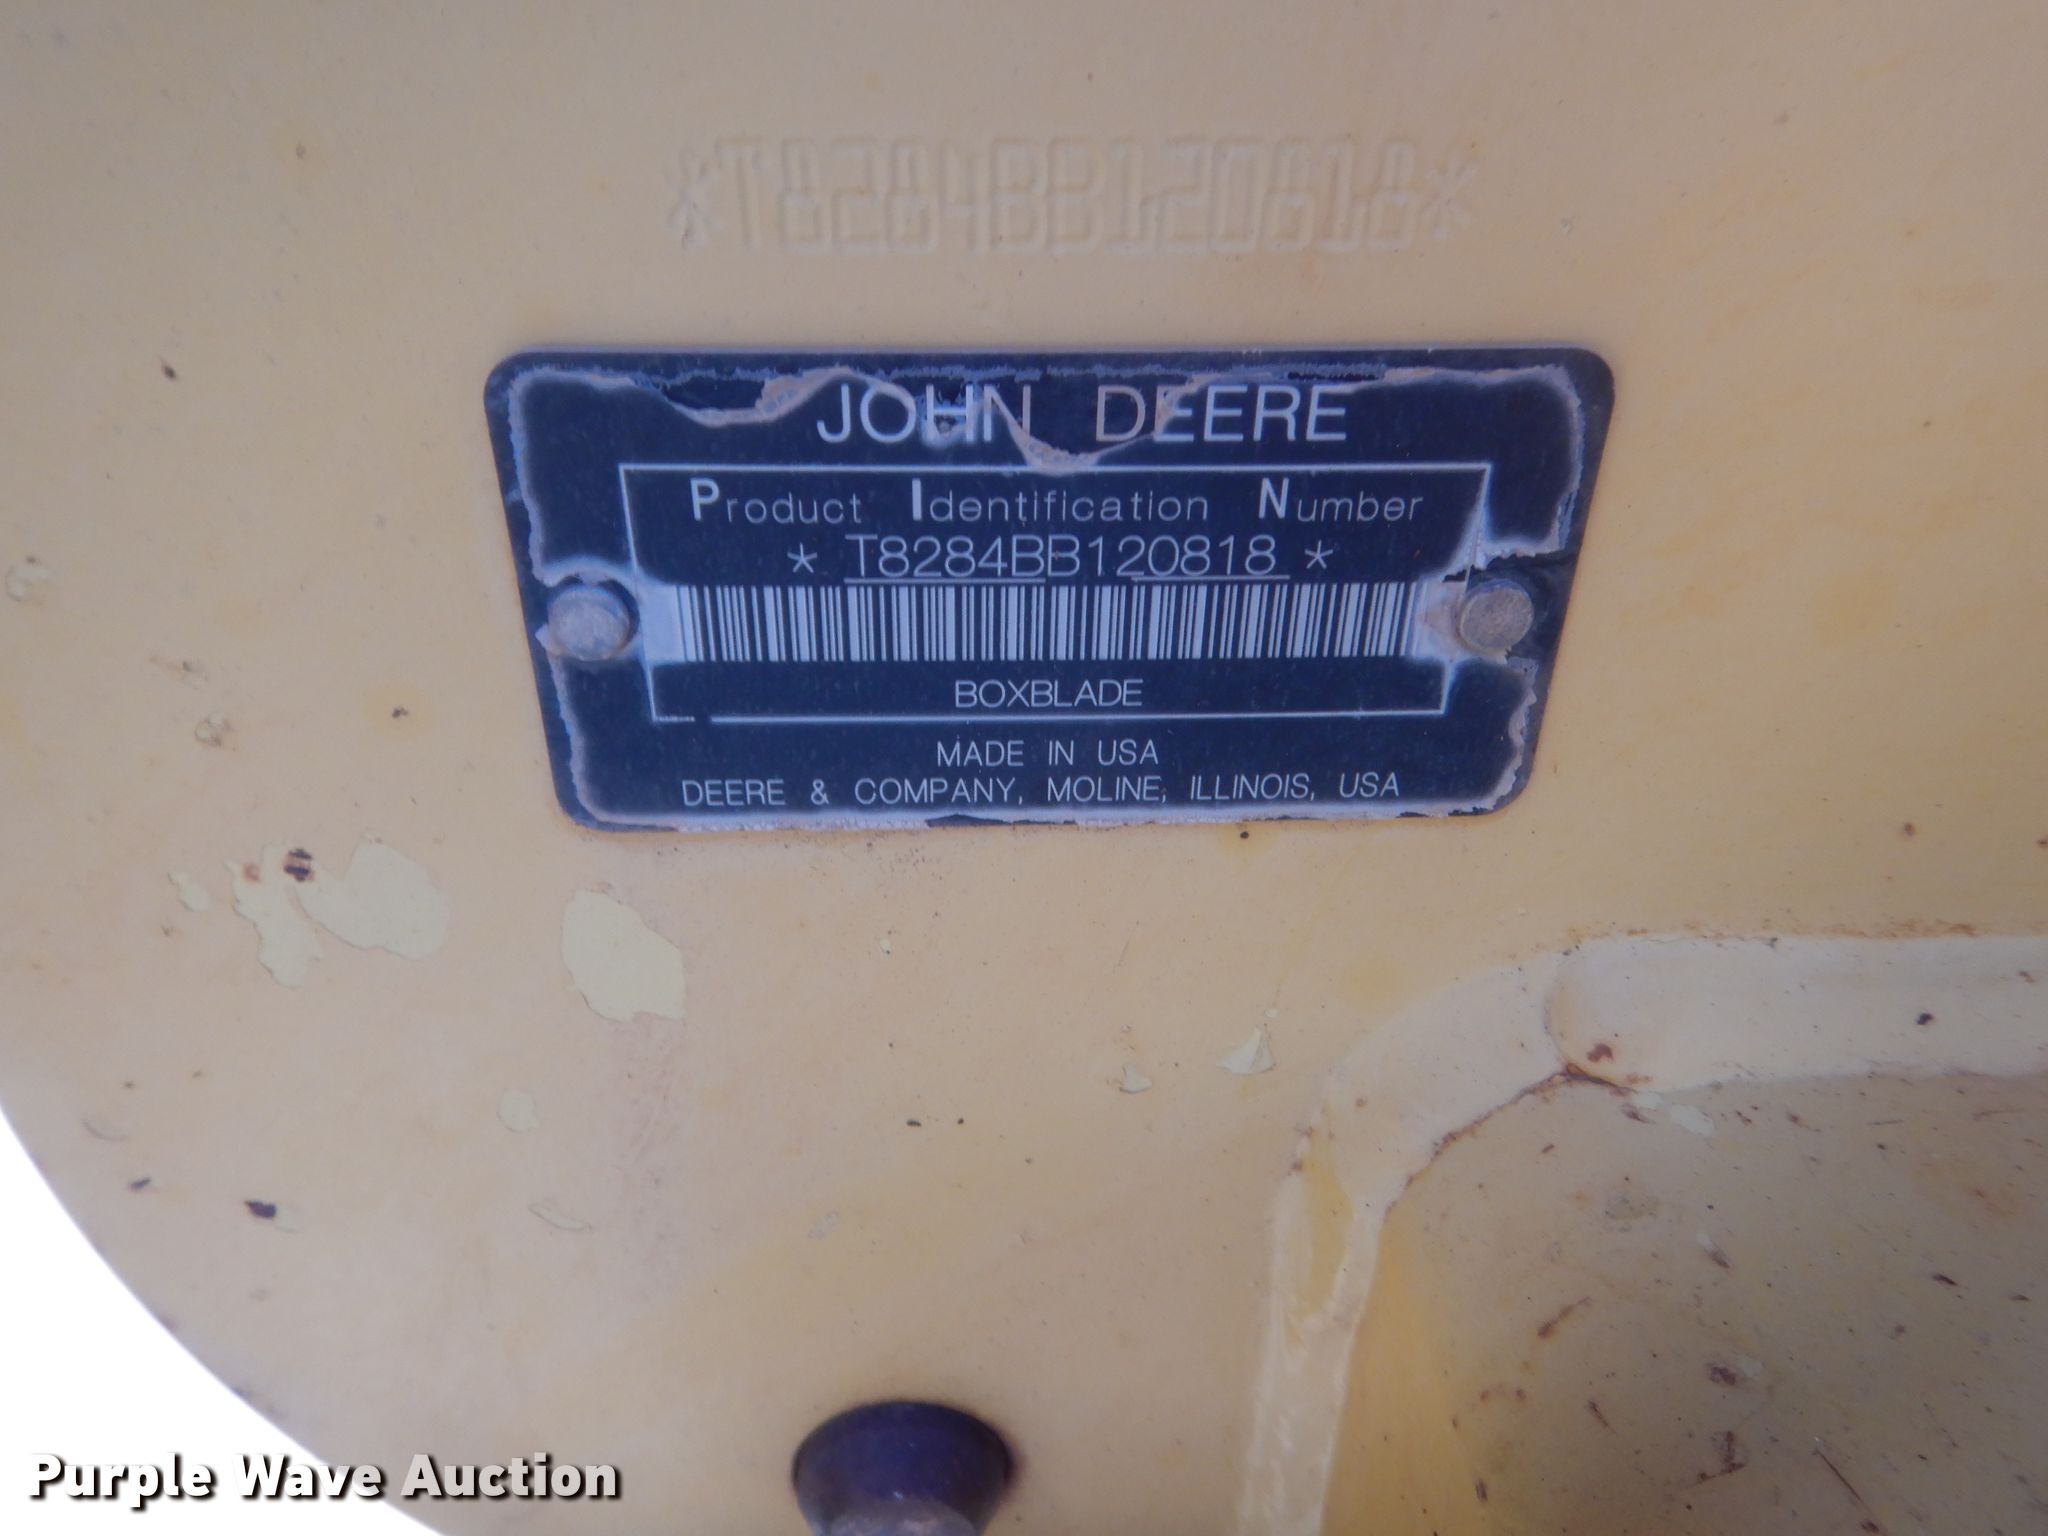 *T8284BB120818*
JOHN DEERE
Product Identification Number
* T8284BB120818 *
BOXBLADE
MADE IN USA
DEERE & COMPANY, MOLINE, ILLINOIS, USA
Purple Wave Auction